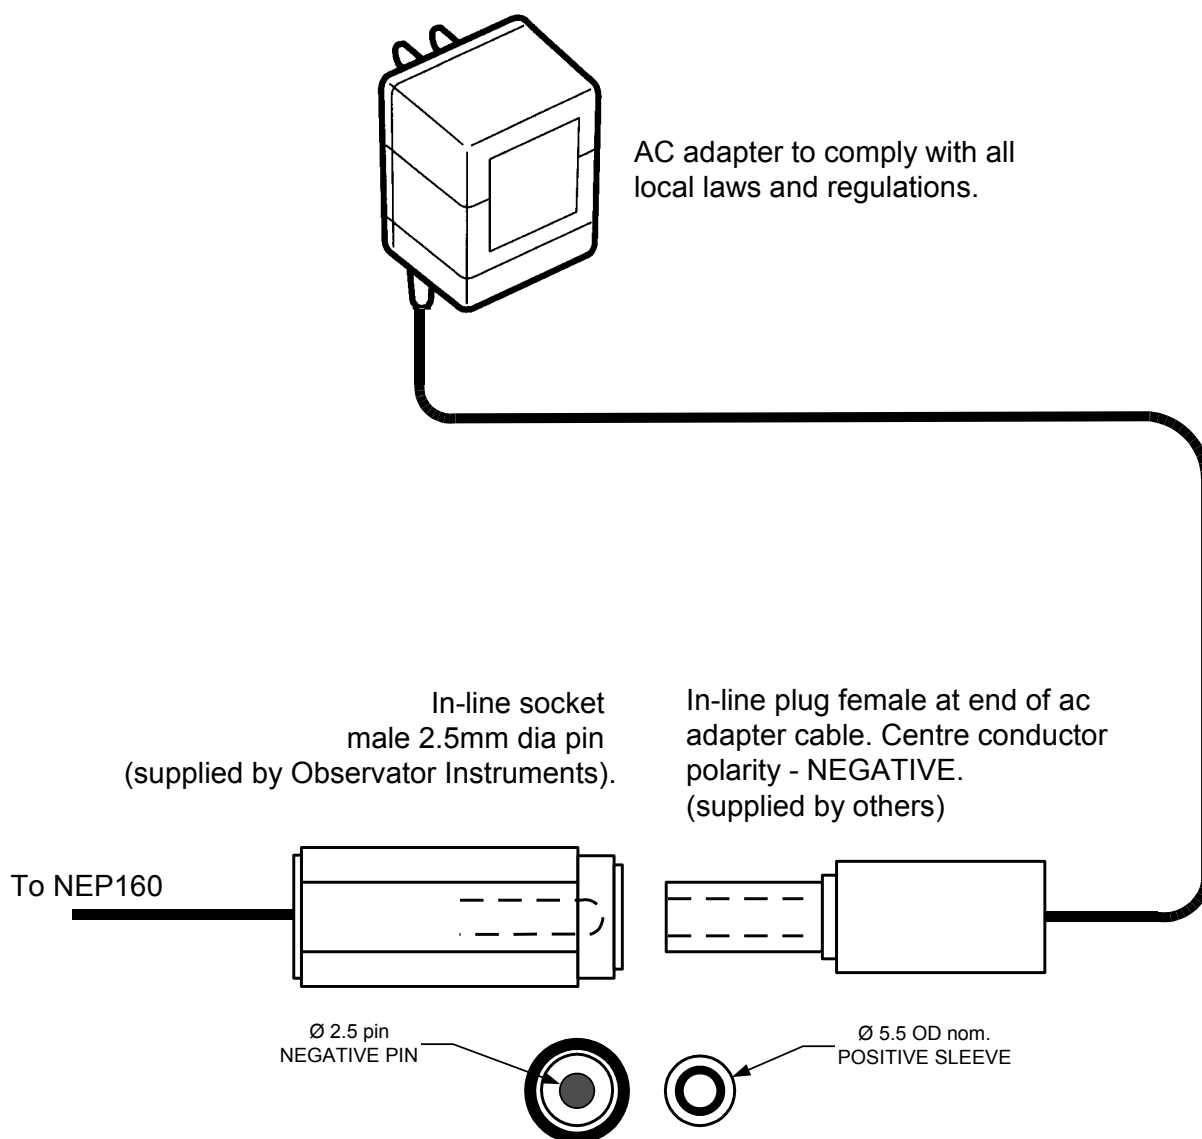 AC adapter to comply with all
local laws and regulations.
In-line socket
male 2.5mm dia pin
(supplied by Observator Instruments).
In-line plug female at end of ac
adapter cable. Centre conductor
polarity - NEGATIVE.
(supplied by others)
To NEP160
Ø 2.5 pin
NEGATIVE PIN
Ø 5.5 OD nom.
POSITIVE SLEEVE